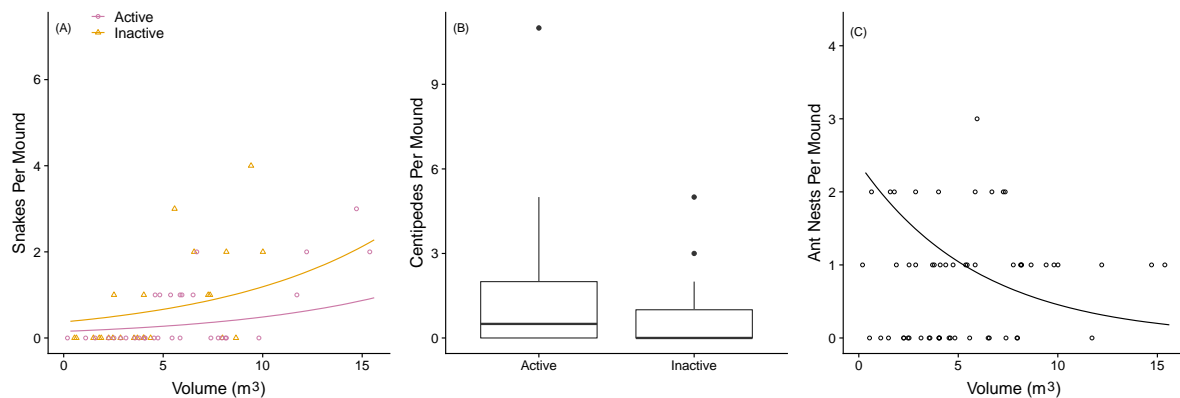 (A)
Active
Inactive
6
4
2
0
Snakes Per Mound
0 5 10 15
Volume (m³)
(B)
9
6
3
0
Centipedes Per Mound
Active Inactive
(C)
4
3
2
1
0
Ant Nests Per Mound
0 5 10 15
Volume (m³)